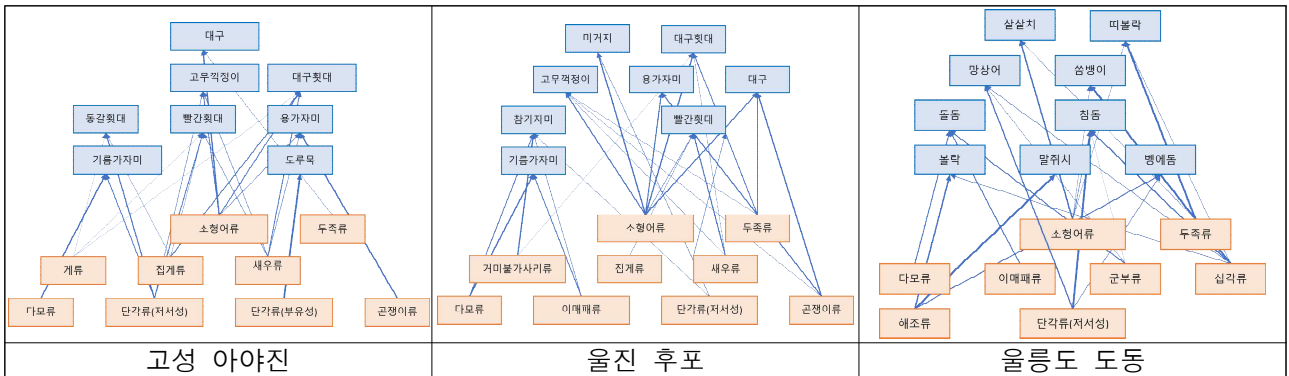 대구
고무꺽정이
대구횟대
동갈횟대
빨간횟대
용가자미
기름가자미
도루묵
소형어류
두족류
게류
집게류
새우류
다모류
단각류(저서성)
단각류(부유성)
곤쟁이류
고성 아야진
미거지
대구횟대
고무꺽정이
용가자미
대구
참기자미
빨간횟대
기름가자미
소형어류
두족류
거미불가사리류
집게류
새우류
다모류
이매패류
단각류(저서성)
곤쟁이류
울진 후포
살살치
띠볼락
망상어
쏨뱅이
돌돔
침돔
볼락
말쥐시
벵에돔
소형어류
두족류
다모류
이매패류
군부류
십각류
해조류
단각류(저서성)
울릉도 도동